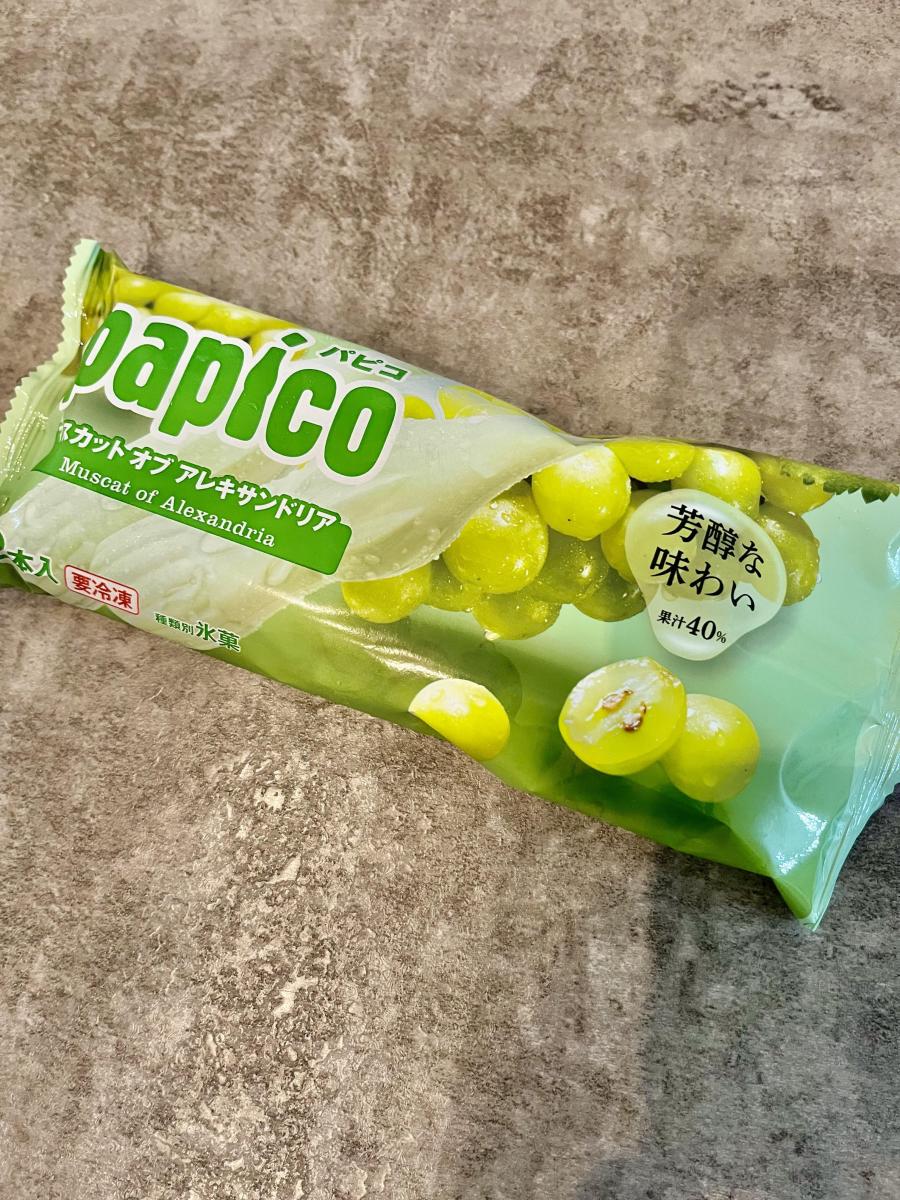 papico
パピコ
スカット オブ アレキサンドリア
Muscat of Alexandria
本入
要冷凍
種類別 氷菓
芳醇な
味わい
果汁40%